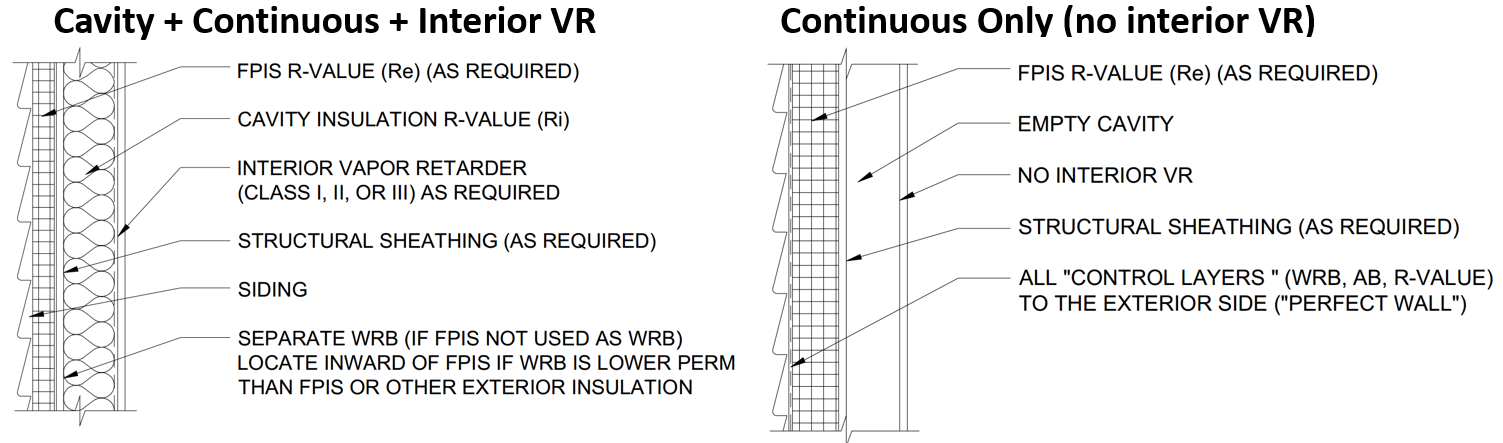 Cavity + Continuous + Interior VR
FPIS R-VALUE (Re) (AS REQUIRED)
CAVITY INSULATION R-VALUE (Ri)
INTERIOR VAPOR RETARDER
(CLASS I, II, OR III) AS REQUIRED
STRUCTURAL SHEATHING (AS REQUIRED)
SIDING
SEPARATE WRB (IF FPIS NOT USED AS WRB)
LOCATE INWARD OF FPIS IF WRB IS LOWER PERM
THAN FPIS OR OTHER EXTERIOR INSULATION
Continuous Only (no interior VR)
FPIS R-VALUE (Re) (AS REQUIRED)
EMPTY CAVITY
NO INTERIOR VR
STRUCTURAL SHEATHING (AS REQUIRED)
ALL "CONTROL LAYERS " (WRB, AB, R-VALUE)
TO THE EXTERIOR SIDE ("PERFECT WALL")